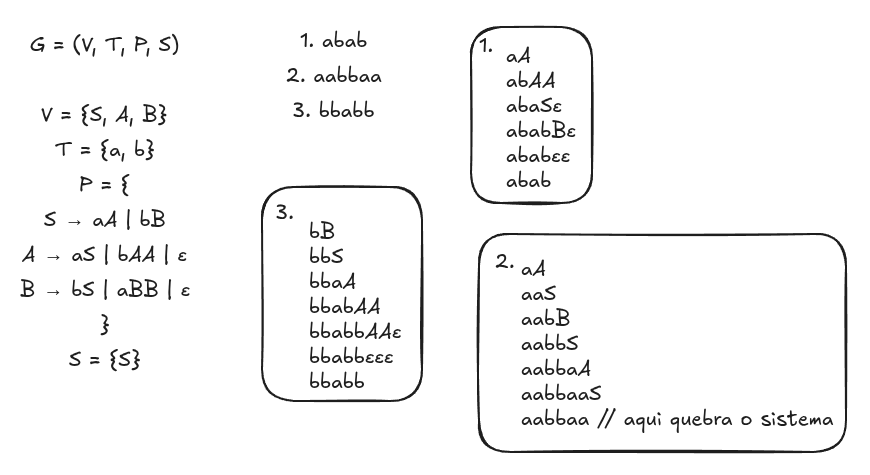 G = (V, T, P, S)
V = {S, A, B}
T = {a, b}
P = {
S → aA | bB
A → aS | bAA | ε
B → bS | aBB | ε
}
S = {S}
1. abab
2. aabbaa
3. bbabb
1.
aA
abAA
abaSε
ababBε
ababεε
abab
3.
bB
bbS
bbaA
bbabAA
bbabbAAε
bbabbεεε
bbabb
2.
aA
aaS
aabB
aabbS
aabbaA
aabbaaS
aabbaa // aqui quebra o sistema